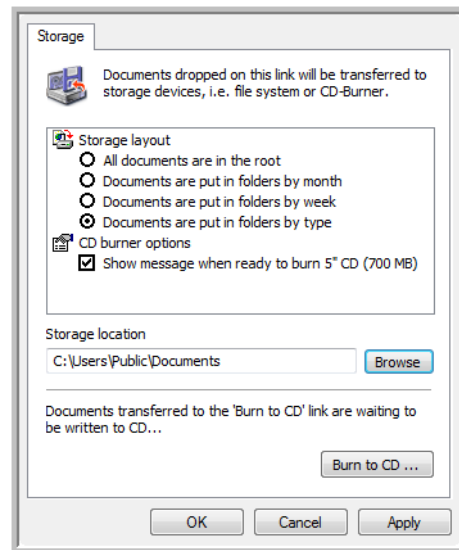 Storage
Documents dropped on this link will be transferred to
storage devices, i.e. file system or CD-Burner.
Storage layout
All documents are in the root
Documents are put in folders by month
Documents are put in folders by week
Documents are put in folders by type
CD burner options
Show message when ready to burn 5" CD (700 MB)
Storage location
C:\Users\Public\Documents
Browse
Documents transferred to the 'Burn to CD' link are waiting to
be written to CD...
Burn to CD ...
OK Cancel Apply